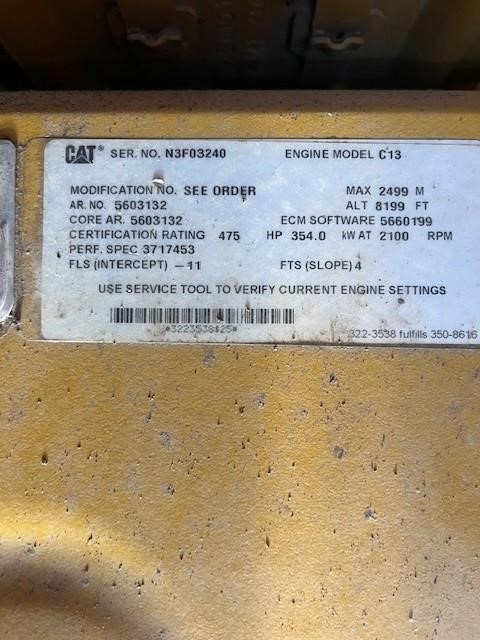 CAT® SER. NO. N3F03240 ENGINE MODEL C13
MODIFICATION NO. SEE ORDER MAX 2499 M
AR. NO. 5603132 ALT 8199 FT
CORE AR. 5603132 ECM SOFTWARE 5660199
CERTIFICATION RATING 475 HP 354.0 kW AT 2100 RPM
PERF. SPEC 3717453
FLS (INTERCEPT) -11 FTS (SLOPE) 4
USE SERVICE TOOL TO VERIFY CURRENT ENGINE SETTINGS
322-3538 fulfills 350-8616